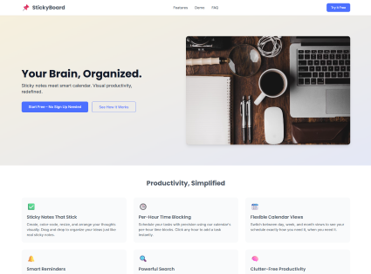 StickyBoard
Features
Demo
FAQ
Try it Free
Your Brain, Organized.
Sticky notes meet smart calendar. Visual productivity,
redefined.
Start Free – No Sign-Up Needed
See How It Works
Productivity, Simplified
Sticky Notes That Stick
Create, color-code, resize, and arrange your thoughts
visually. Drag and drop to organize your ideas just like
real sticky notes.
Per-Hour Time Blocking
Schedule your tasks with precision using our calendar's
per-hour time blocks. Click any hour to add a task
instantly.
Flexible Calendar Views
Switch between day, week, and month views to see your
schedule exactly how you need it, when you need it.
Smart Reminders
Powerful Search
Clutter-Free Productivity